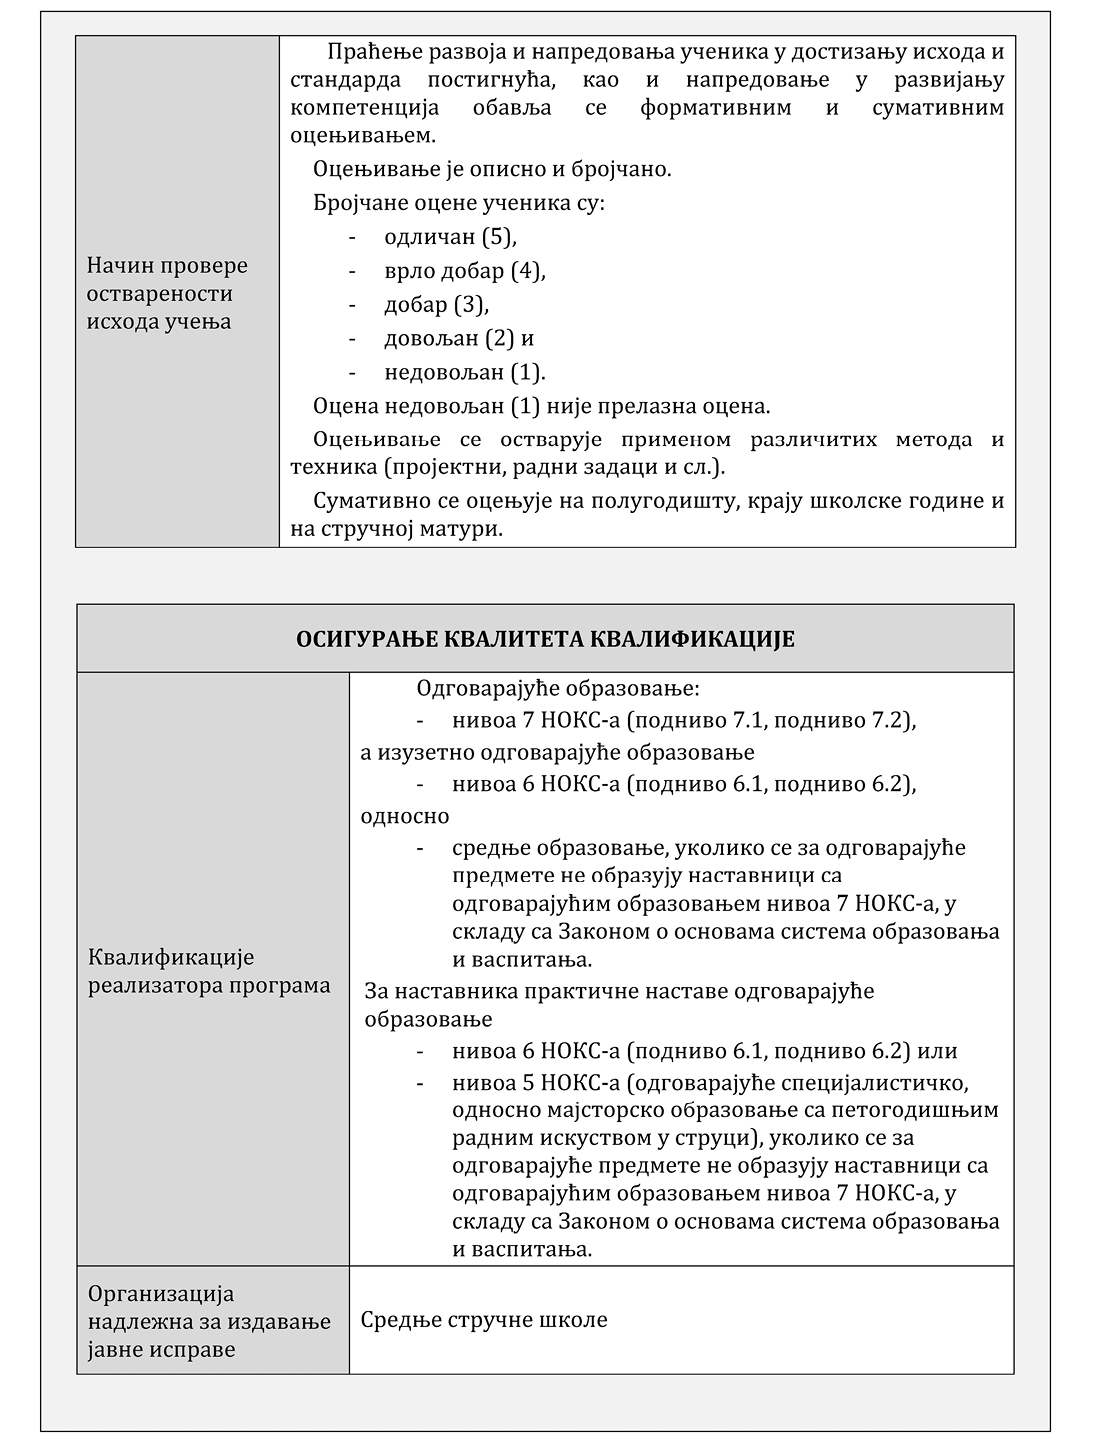 Начин провере
остварености
исхода учења
Праћење развоја и напредовања ученика у достизању исхода и
стандарда постигнућа, као и напредовање у развијању
компетенција обавља се формативним и сумативним
оцењивањем.
Оцењивање је описно и бројчано.
Бројчане оцене ученика су:
- одличан (5),
- врло добар (4),
- добар (3),
- довољан (2) и
- недовољан (1).
Оцена недовољан (1) није прелазна оцена.
Оцењивање се остварује применом различитих метода и
техника (пројектни, радни задаци и сл.).
Сумативно се оцењује на полугодишту, крају школске године и
на стручној матури.
ОСИГУРАЊЕ КВАЛИТЕТА КВАЛИФИКАЦИЈЕ
Квалификације
реализатора програма
Одговарајуће образовање:
- нивоа 7 НОКС-а (подниво 7.1, подниво 7.2),
а изузетно одговарајуће образовање
- нивоа 6 НОКС-а (подниво 6.1, подниво 6.2),
односно
- средње образовање, уколико се за одговарајуће
предмете не образују наставници са
одговарајућим образовањем нивоа 7 НОКС-а, у
складу са Законом о основама система образовања
и васпитања.
За наставника практичне наставе одговарајуће
образовање
- нивоа 6 НОКС-а (подниво 6.1, подниво 6.2) или
- нивоа 5 НОКС-а (одговарајуће специјалистичко,
односно мајсторско образовање са петогодишњим
радним искуством у струци), уколико се за
одговарајуће предмете не образују наставници са
одговарајућим образовањем нивоа 7 НОКС-а, у
складу са Законом о основама система образовања
и васпитања.
Организација
надлежна за издавање
јавне исправе
Средње стручне школе